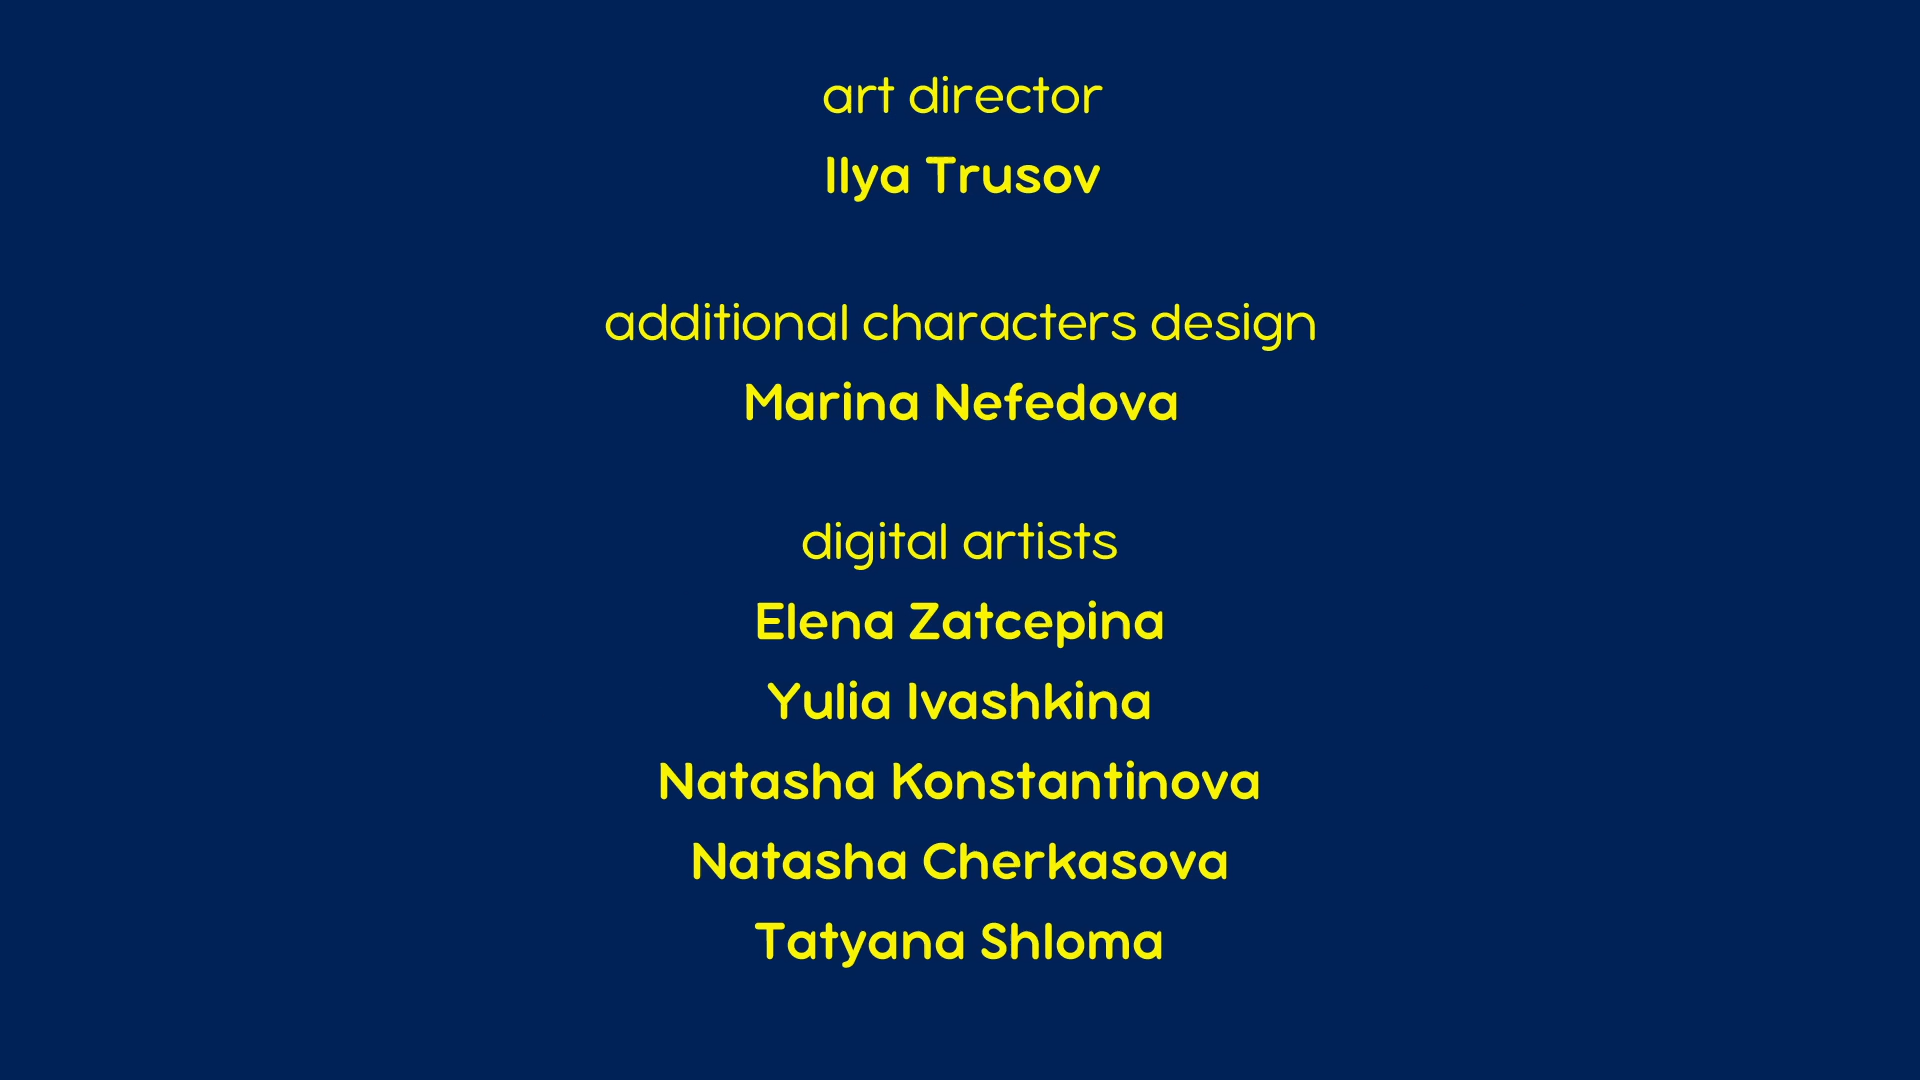 art director
Ilya Trusov
additional characters design
Marina Nefedova
digital artists
Elena Zatcepina
Yulia Ivashkina
Natasha Konstantinova
Natasha Cherkasova
Tatyana Shloma